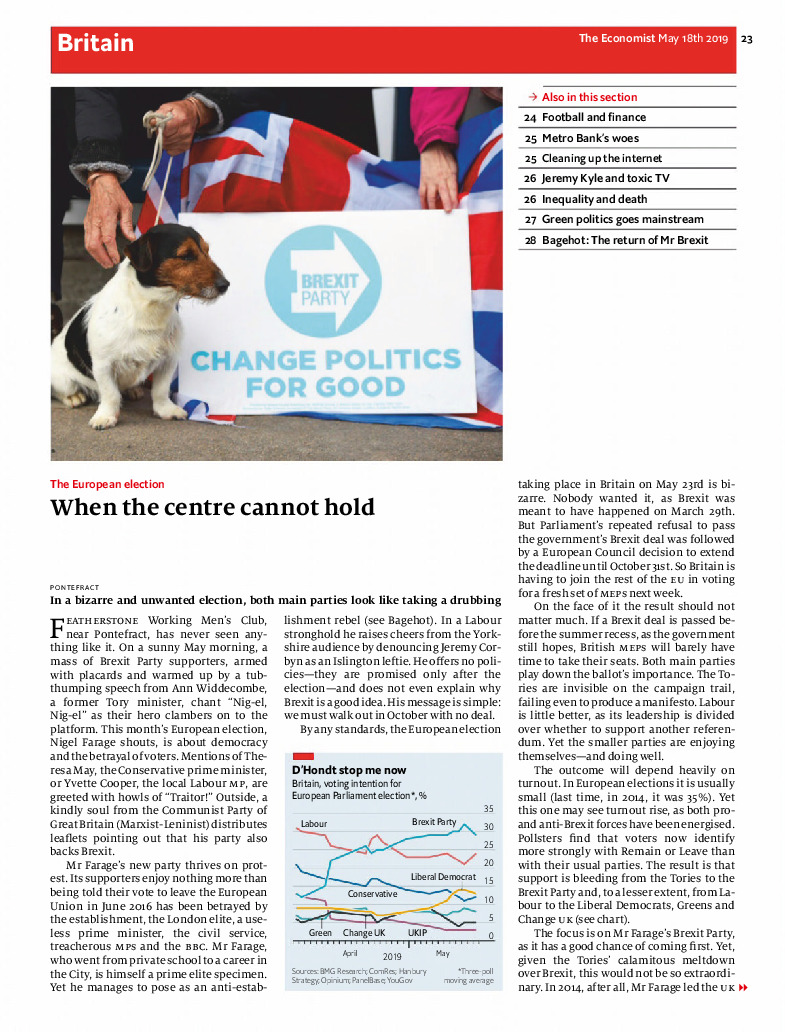 Britain
The Economist May 18th 2019 23
→ Also in this section
24 Football and finance
25 Metro Bank's woes
25 Cleaning up the internet
26 Jeremy Kyle and toxic TV
26 Inequality and death
27 Green politics goes mainstream
28 Bagehot: The return of Mr Brexit
BREXIT
PARTY
CHANGE POLITICS
FOR GOOD
The European election
When the centre cannot hold
PONTEFRACT
In a bizarre and unwanted election, both main parties look like taking a drubbing
FEATHERSTONE Working Men's Club,
near Pontefract, has never seen any-
thing like it. On a sunny May morning, a
mass of Brexit Party supporters, armed
with placards and warmed up by a tub-
thumping speech from Ann Widdecombe,
a former Tory minister, chant "Nig-el,
Nig-el" as their hero clambers on to the
platform. This month's European election,
Nigel Farage shouts, is about democracy
and the betrayal of voters. Mentions of The-
resa May, the Conservative prime minister,
or Yvette Cooper, the local Labour MP, are
greeted with howls of "Traitor!" Outside, a
kindly soul from the Communist Party of
Great Britain (Marxist-Leninist) distributes
leaflets pointing out that his party also
backs Brexit.
Mr Farage's new party thrives on prot-
est. Its supporters enjoy nothing more than
being told their vote to leave the European
Union in June 2016 has been betrayed by
the establishment, the London elite, a use-
less prime minister, the civil service,
treacherous MPS and the BBC. Mr Farage,
who went from private school to a career in
the City, is himself a prime elite specimen.
Yet he manages to pose as an anti-estab-
lishment rebel (see Bagehot). In a Labour
stronghold he raises cheers from the York-
shire audience by denouncing Jeremy Cor-
byn as an Islington leftie. He offers no poli-
cies—they are promised only after the
election—and does not even explain why
Brexit is a good idea. His message is simple:
we must walk out in October with no deal.
By any standards, the European election
D'Hondt stop me now
Britain, voting intention for
European Parliament election*, %
35
30
25
20
15
10
5
0
Labour
Brexit Party
Liberal Democrat
Conservative
Green
Change UK
UKIP
April
2019
May
Sources: BMG Research; ComRes; Hanbury
Strategy; Opinium; PanelBase; YouGov
*Three-poll
moving average
taking place in Britain on May 23rd is bi-
zarre. Nobody wanted it, as Brexit was
meant to have happened on March 29th.
But Parliament's repeated refusal to pass
the government's Brexit deal was followed
by a European Council decision to extend
the deadline until October 31st. So Britain is
having to join the rest of the EU in voting
for a fresh set of MEPS next week.
On the face of it the result should not
matter much. If a Brexit deal is passed be-
fore the summer recess, as the government
still hopes, British MEPS will barely have
time to take their seats. Both main parties
play down the ballot's importance. The To-
ries are invisible on the campaign trail,
failing even to produce a manifesto. Labour
is little better, as its leadership is divided
over whether to support another referen-
dum. Yet the smaller parties are enjoying
themselves—and doing well.
The outcome will depend heavily on
turnout. In European elections it is usually
small (last time, in 2014, it was 35%). Yet
this one may see turnout rise, as both pro-
and anti-Brexit forces have been energised.
Pollsters find that voters now identify
more strongly with Remain or Leave than
with their usual parties. The result is that
support is bleeding from the Tories to the
Brexit Party and, to a lesser extent, from La-
bour to the Liberal Democrats, Greens and
Change UK (see chart).
The focus is on Mr Farage's Brexit Party,
as it has a good chance of coming first. Yet,
given the Tories' calamitous meltdown
over Brexit, this would not be so extraordi-
nary. In 2014, after all, Mr Farage led the UK